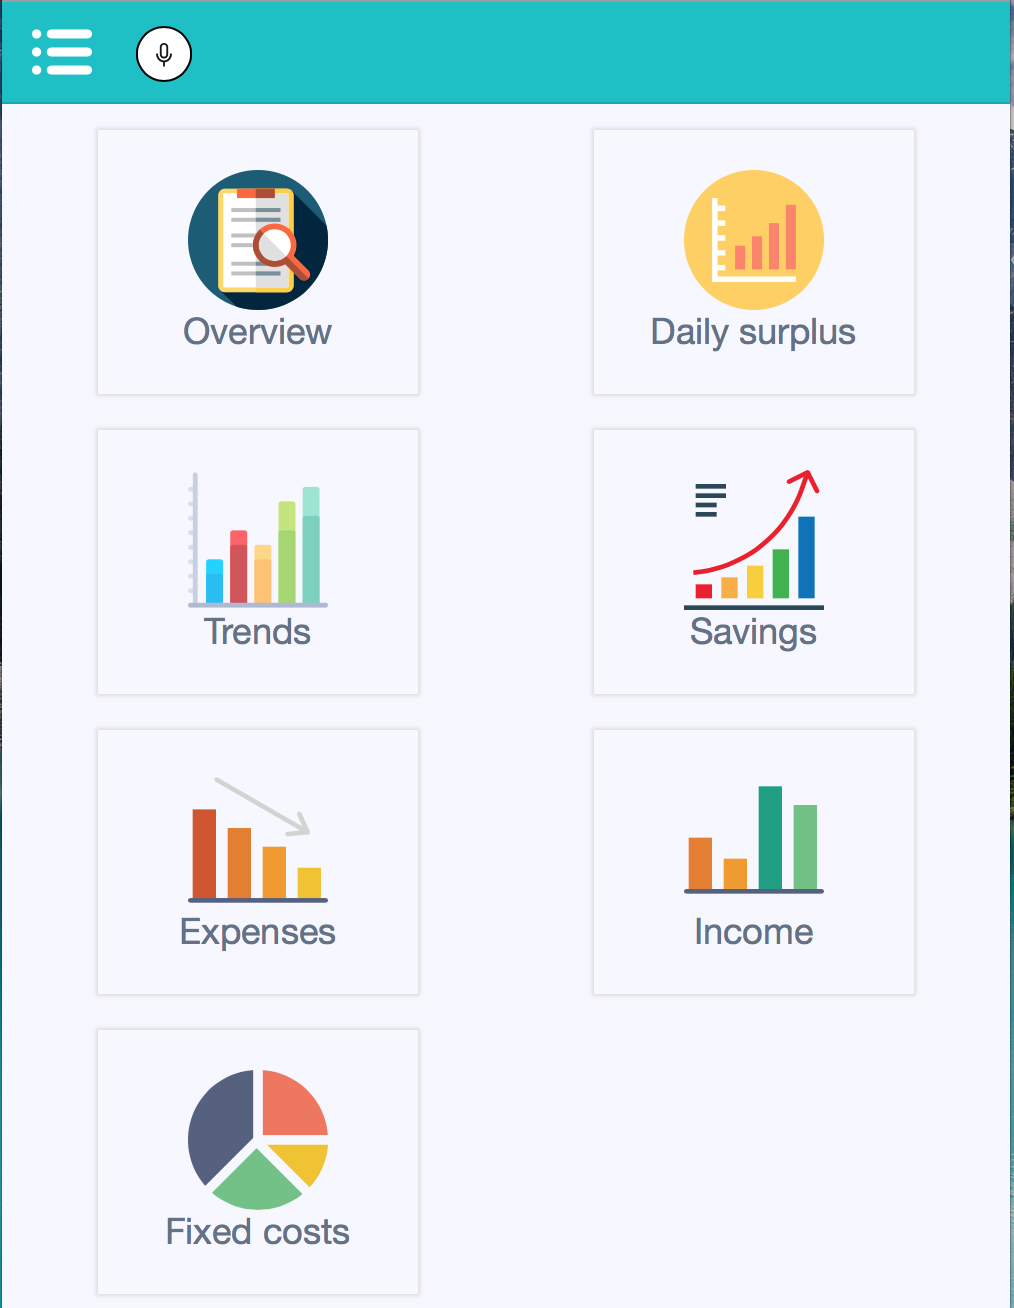 Overview
Daily surplus
Trends
Savings
Expenses
Income
Fixed costs